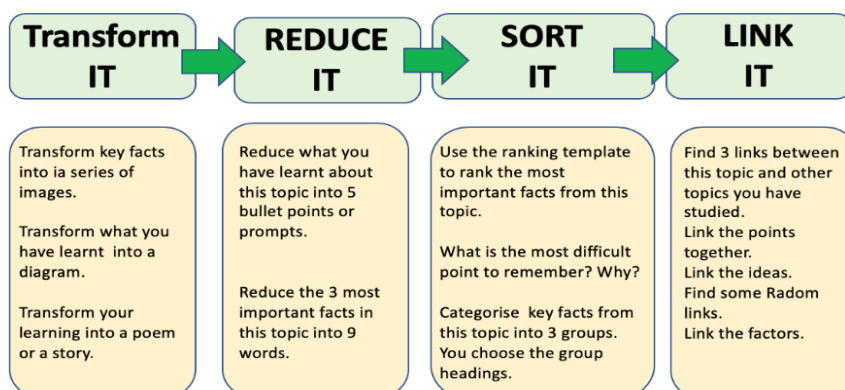 Transform
IT
REDUCE
IT
SORT
IT
LINK
IT
Transform key facts
into ia series of
images.
Transform what you
have learnt into a
diagram.
Transform your
learning into a poem
or a story.
Reduce what you
have learnt about
this topic into 5
bullet points or
prompts.
Reduce the 3 most
important facts in
this topic into 9
words.
Use the ranking template
to rank the most
important facts from this
topic.
What is the most difficult
point to remember? Why?
Categorise key facts from
this topic into 3 groups.
You choose the group
headings.
Find 3 links between
this topic and other
topics you have
studied.
Link the points
together.
Link the ideas.
Find some Radom
links.
Link the factors.